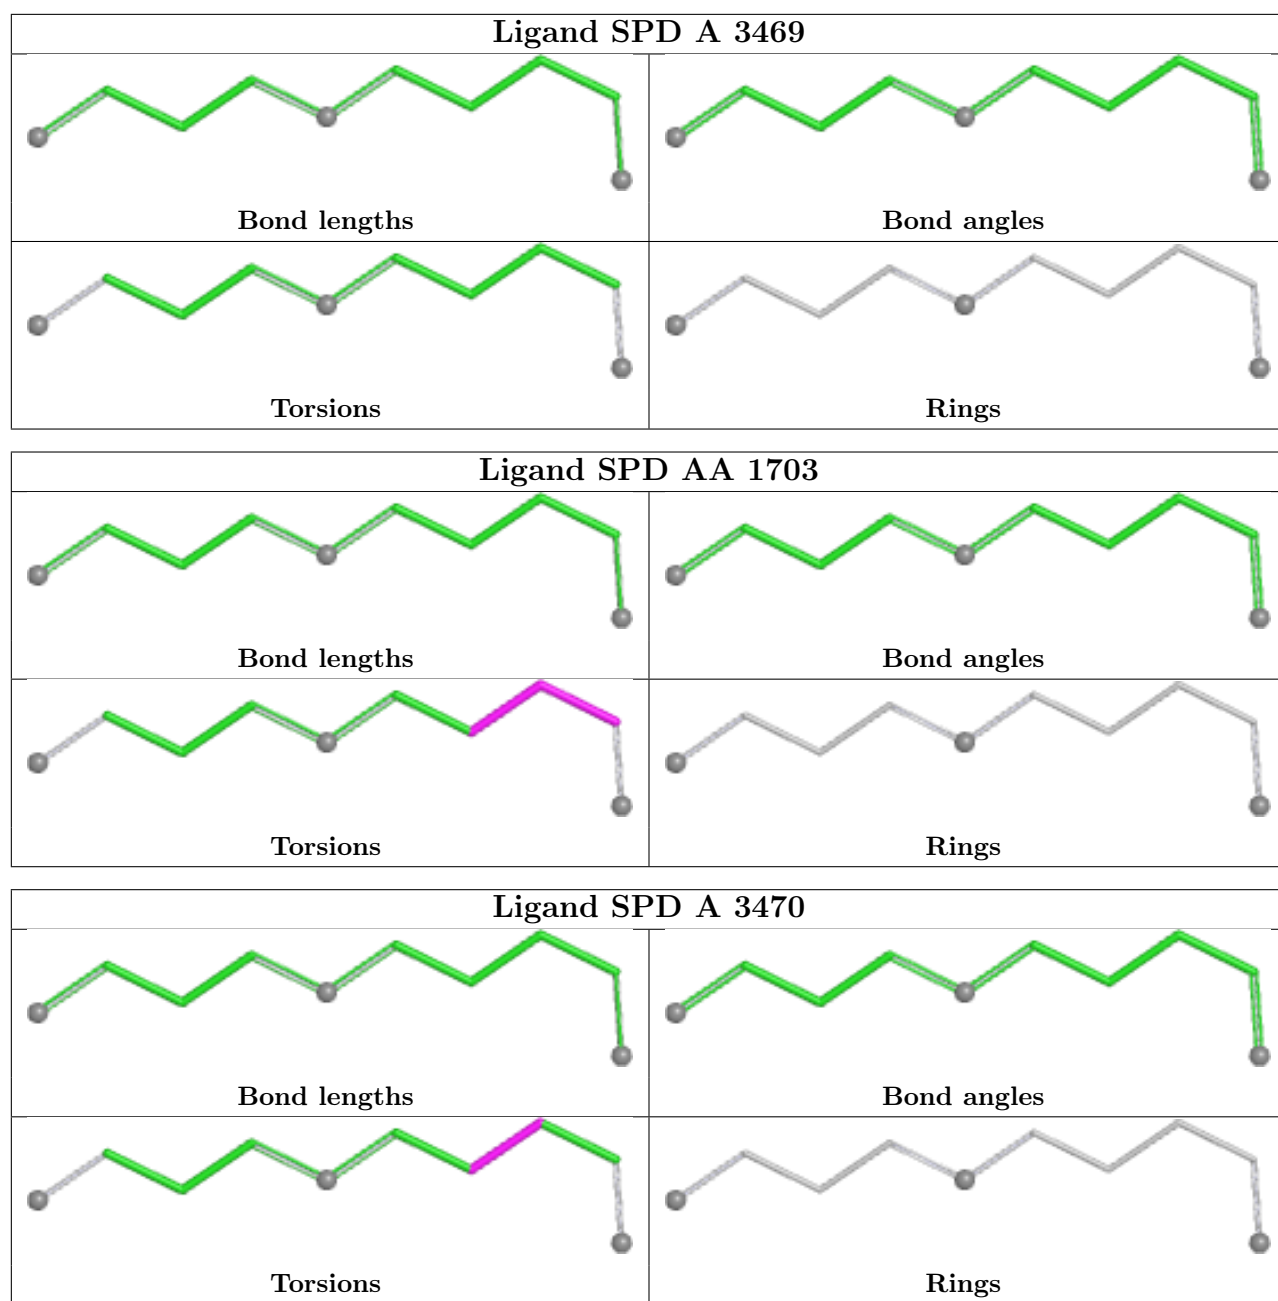 Ligand SPD A 3469
Bond lengths
Bond angles
Torsions
Rings
Ligand SPD AA 1703
Bond lengths
Bond angles
Torsions
Rings
Ligand SPD A 3470
Bond lengths
Bond angles
Torsions
Rings